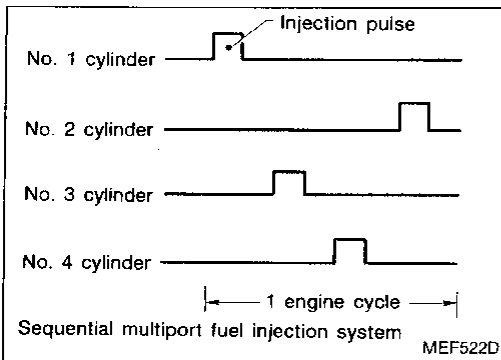 Injection pulse
No. 1 cylinder
No. 2 cylinder
No. 3 cylinder
No. 4 cylinder
1 engine cycle
Sequential multiport fuel injection system
MEF522D